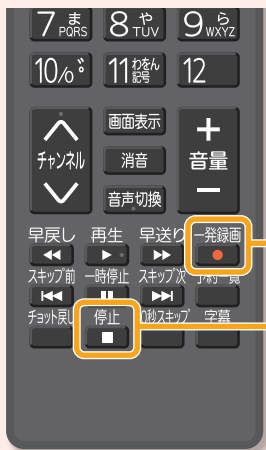 7 ま PQRS 8 や TUV 9 ら WXYZ
10/0 ゛゜ 11 わをん 記号 12
画面表示
チャンネル 消音 音量
音声切換
早戻し 再生 早送り 一発録画
スキップ前 一時停止 スキップ次 予約一覧
チョット戻し 停止 30秒スキップ 字幕